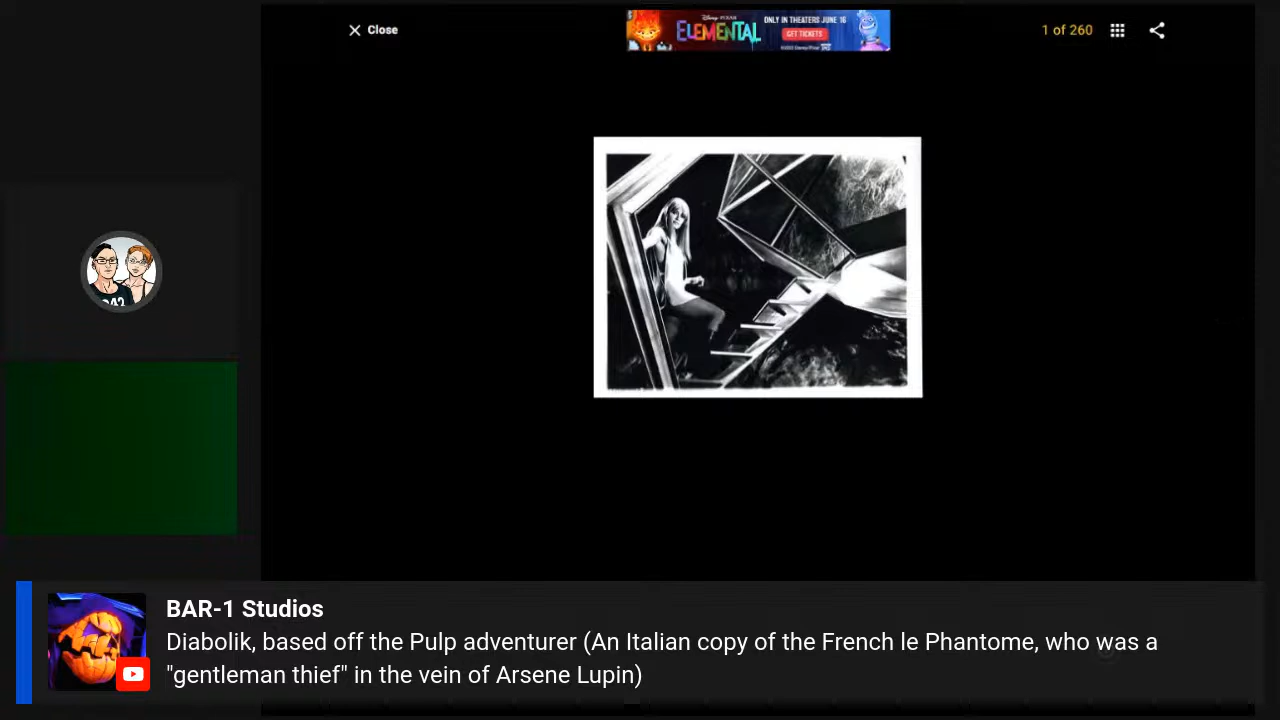 Close
Disney PIXAR
ELEMENTAL
ONLY IN THEATERS JUNE 16
GET TICKETS
1 of 260
BAR-1 Studios
Diabolik, based off the Pulp adventurer (An Italian copy of the French le Phantome, who was a
"gentleman thief" in the vein of Arsene Lupin)